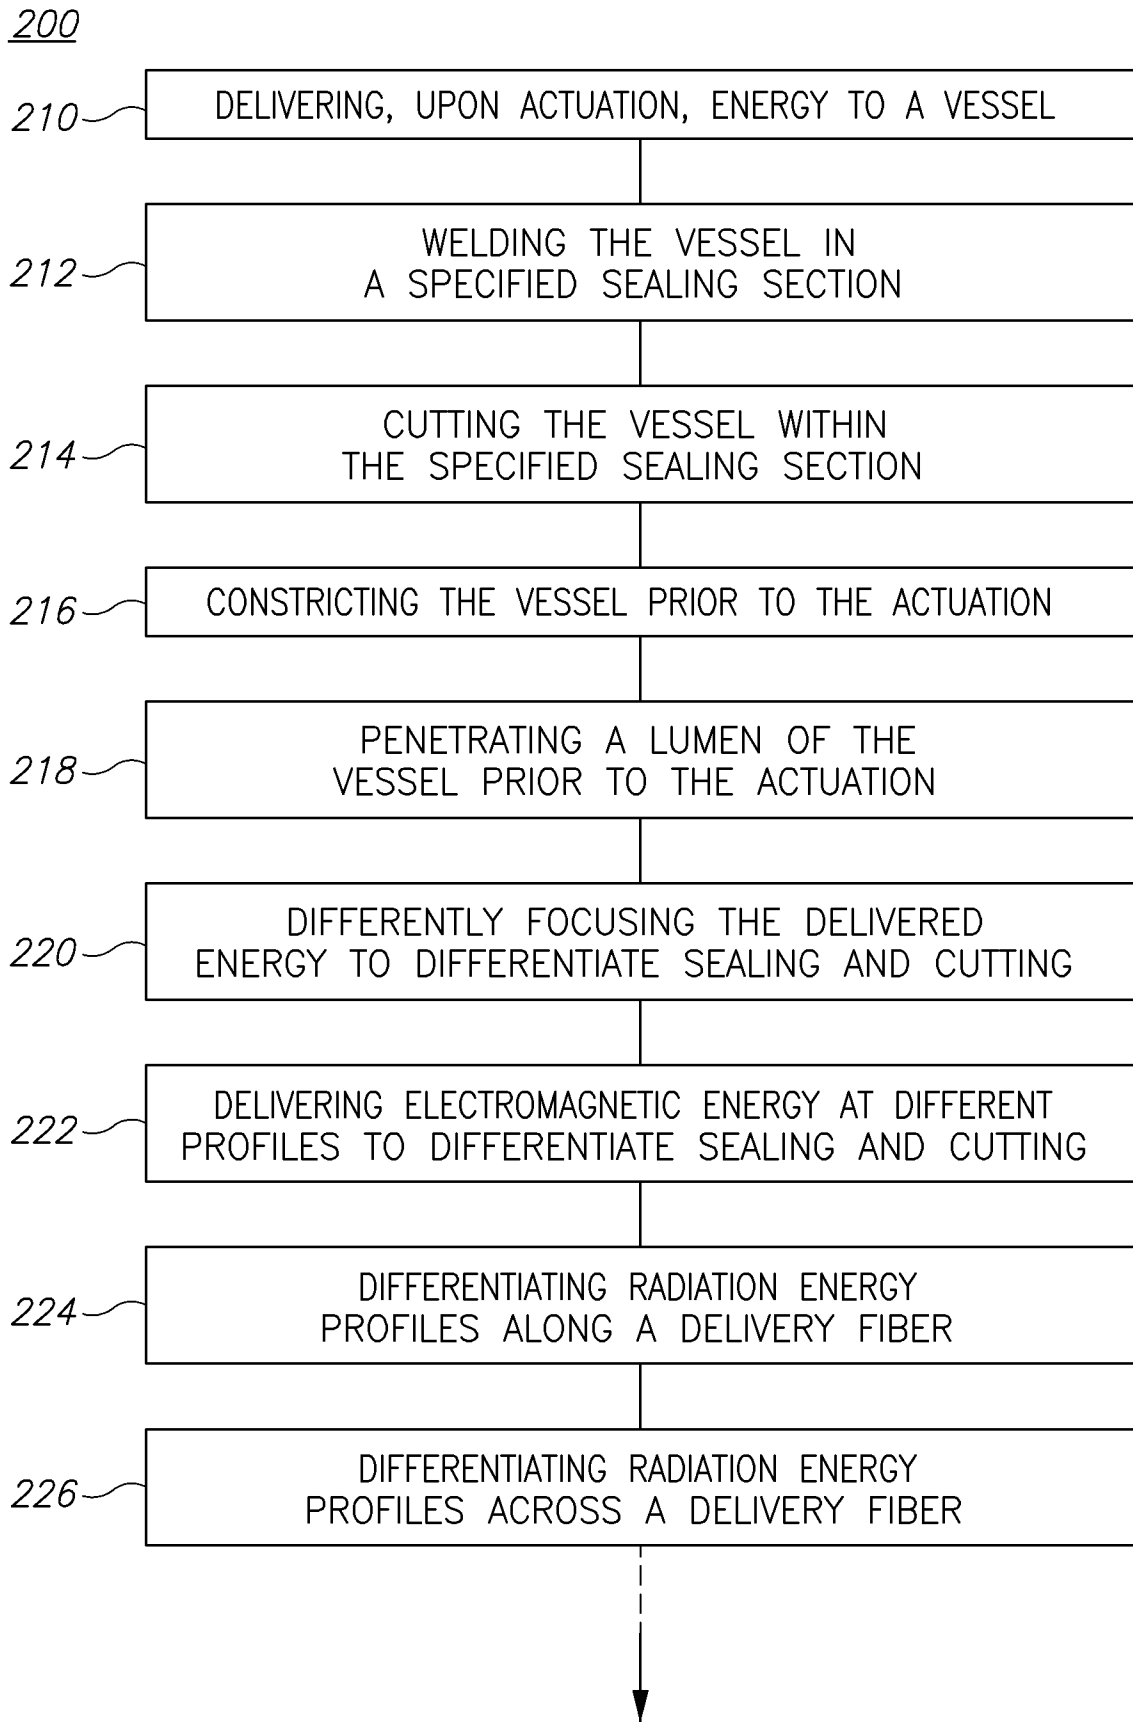 200
210
DELIVERING, UPON ACTUATION, ENERGY TO A VESSEL
212
WELDING THE VESSEL IN
A SPECIFIED SEALING SECTION
214
CUTTING THE VESSEL WITHIN
THE SPECIFIED SEALING SECTION
216
CONSTRICTING THE VESSEL PRIOR TO THE ACTUATION
218
PENETRATING A LUMEN OF THE
VESSEL PRIOR TO THE ACTUATION
220
DIFFERENTLY FOCUSING THE DELIVERED
ENERGY TO DIFFERENTIATE SEALING AND CUTTING
222
DELIVERING ELECTROMAGNETIC ENERGY AT DIFFERENT
PROFILES TO DIFFERENTIATE SEALING AND CUTTING
224
DIFFERENTIATING RADIATION ENERGY
PROFILES ALONG A DELIVERY FIBER
226
DIFFERENTIATING RADIATION ENERGY
PROFILES ACROSS A DELIVERY FIBER